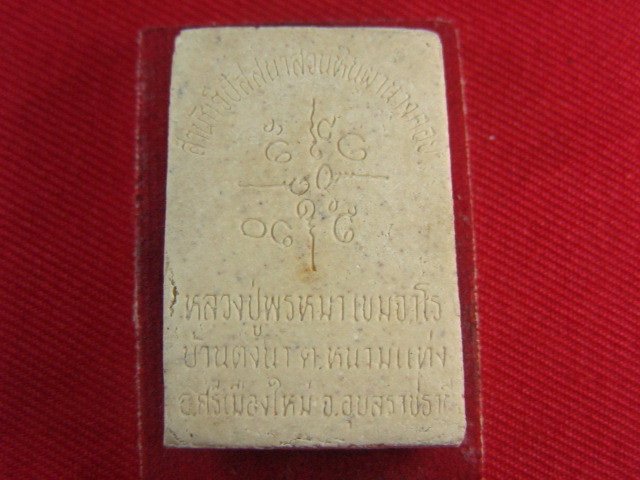 สำนักวิปัสสนาสวนหินผานางคอย
หลวงปู่พรหมา เขมจาโร
บ้านดงนา ต.หนามแท่ง
อ.ศรีเมืองใหม่ จ.อุบลราชธานี